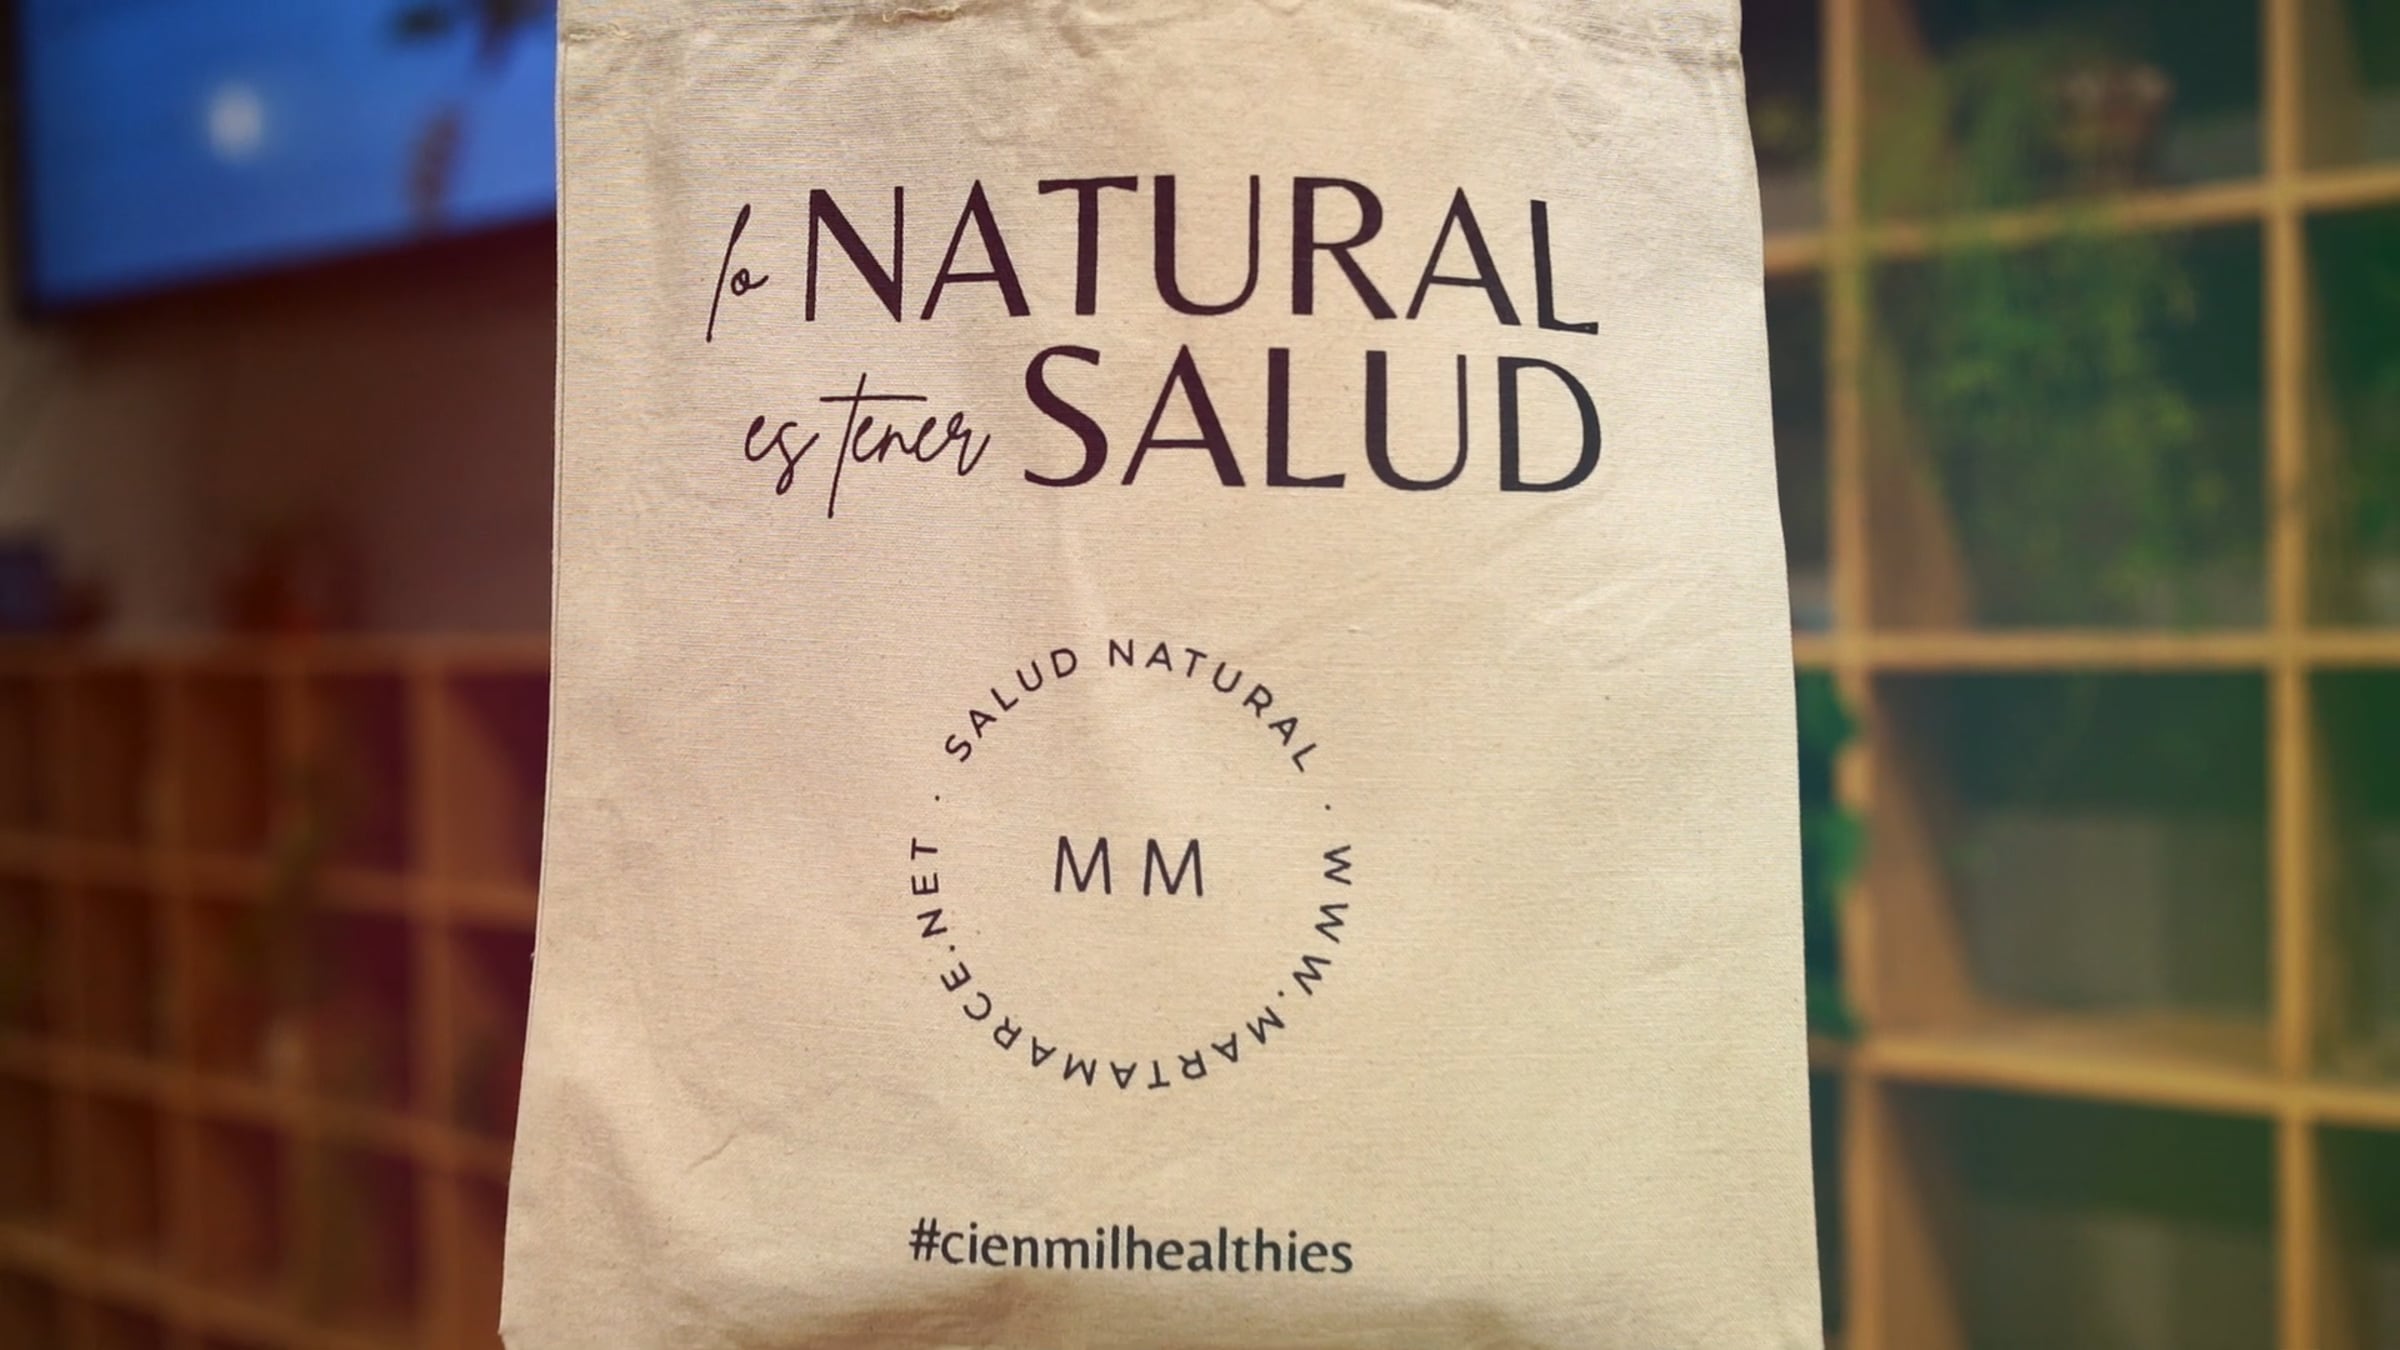 lo NATURAL
es tener SALUD
SALUD NATURAL · WWW.MARTAMARCE.NET ·
MM
#cienmilhealthies